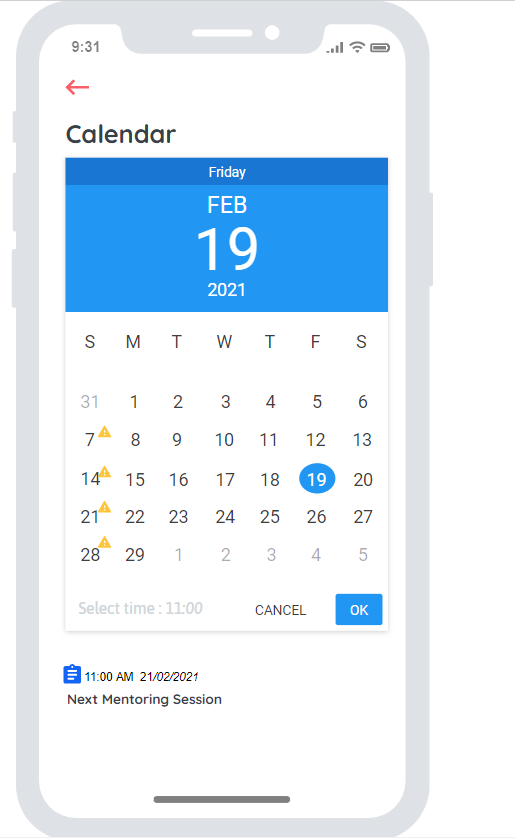 9:31
Calendar
Friday
FEB
19
2021
S M T W T F S
31 1 2 3 4 5 6
7 8 9 10 11 12 13
14 15 16 17 18 19 20
21 22 23 24 25 26 27
28 29 1 2 3 4 5
Select time : 11:00 CANCEL OK
11:00 AM 21/02/2021
Next Mentoring Session